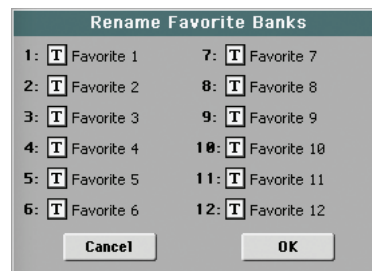 Rename Favorite Banks
1: T Favorite 1
2: T Favorite 2
3: T Favorite 3
4: T Favorite 4
5: T Favorite 5
6: T Favorite 6
7: T Favorite 7
8: T Favorite 8
9: T Favorite 9
10: T Favorite 10
11: T Favorite 11
12: T Favorite 12
Cancel
OK